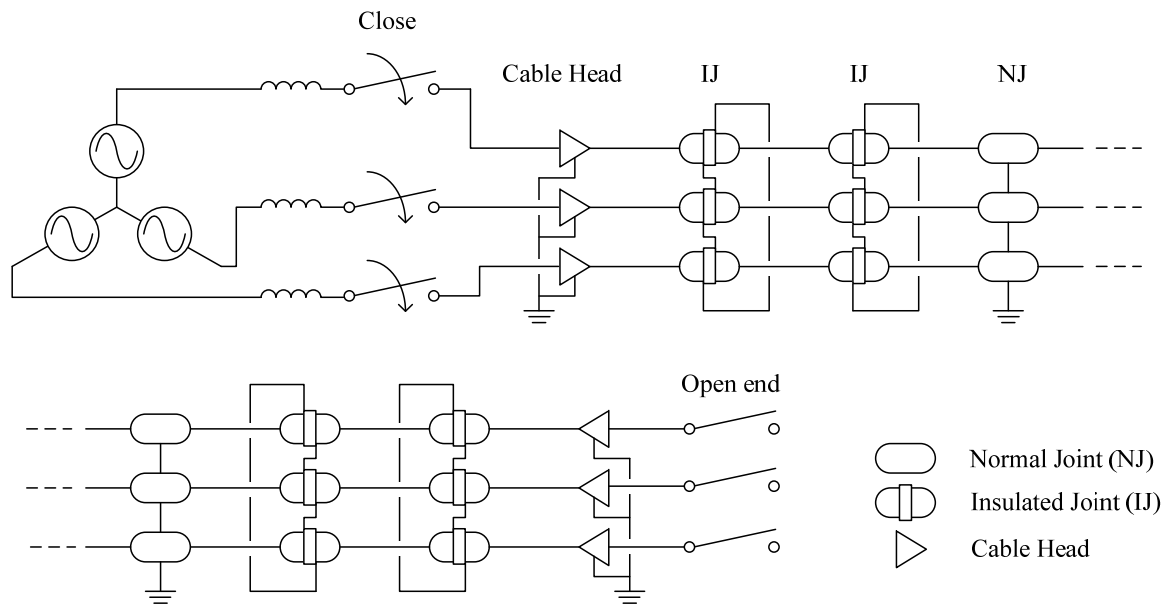 Close
Cable Head
IJ
IJ
NJ
Open end
Normal Joint (NJ)
Insulated Joint (IJ)
Cable Head